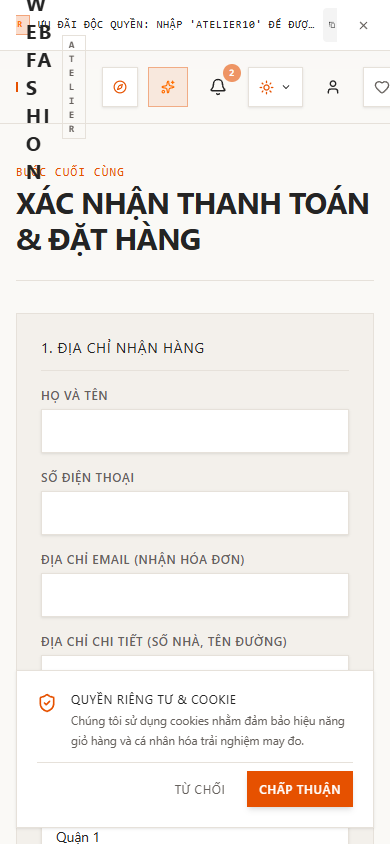 R ƯU ĐÃI ĐỘC QUYỀN: NHẬP 'ATELIER10' ĐỂ ĐƯỢ…
WEB
FA
S
HI
O
N
ATELIER
2
BƯỚC CUỐI CÙNG
XÁC NHẬN THANH TOÁN
& ĐẶT HÀNG
1. ĐỊA CHỈ NHẬN HÀNG
HỌ VÀ TÊN
SỐ ĐIỆN THOẠI
ĐỊA CHỈ EMAIL (NHẬN HÓA ĐƠN)
ĐỊA CHỈ CHI TIẾT (SỐ NHÀ, TÊN ĐƯỜNG)
QUYỀN RIÊNG TƯ & COOKIE
Chúng tôi sử dụng cookies nhằm đảm bảo hiệu năng
giỏ hàng và cá nhân hóa trải nghiệm may đo.
TỪ CHỐI
CHẤP THUẬN
Quận 1